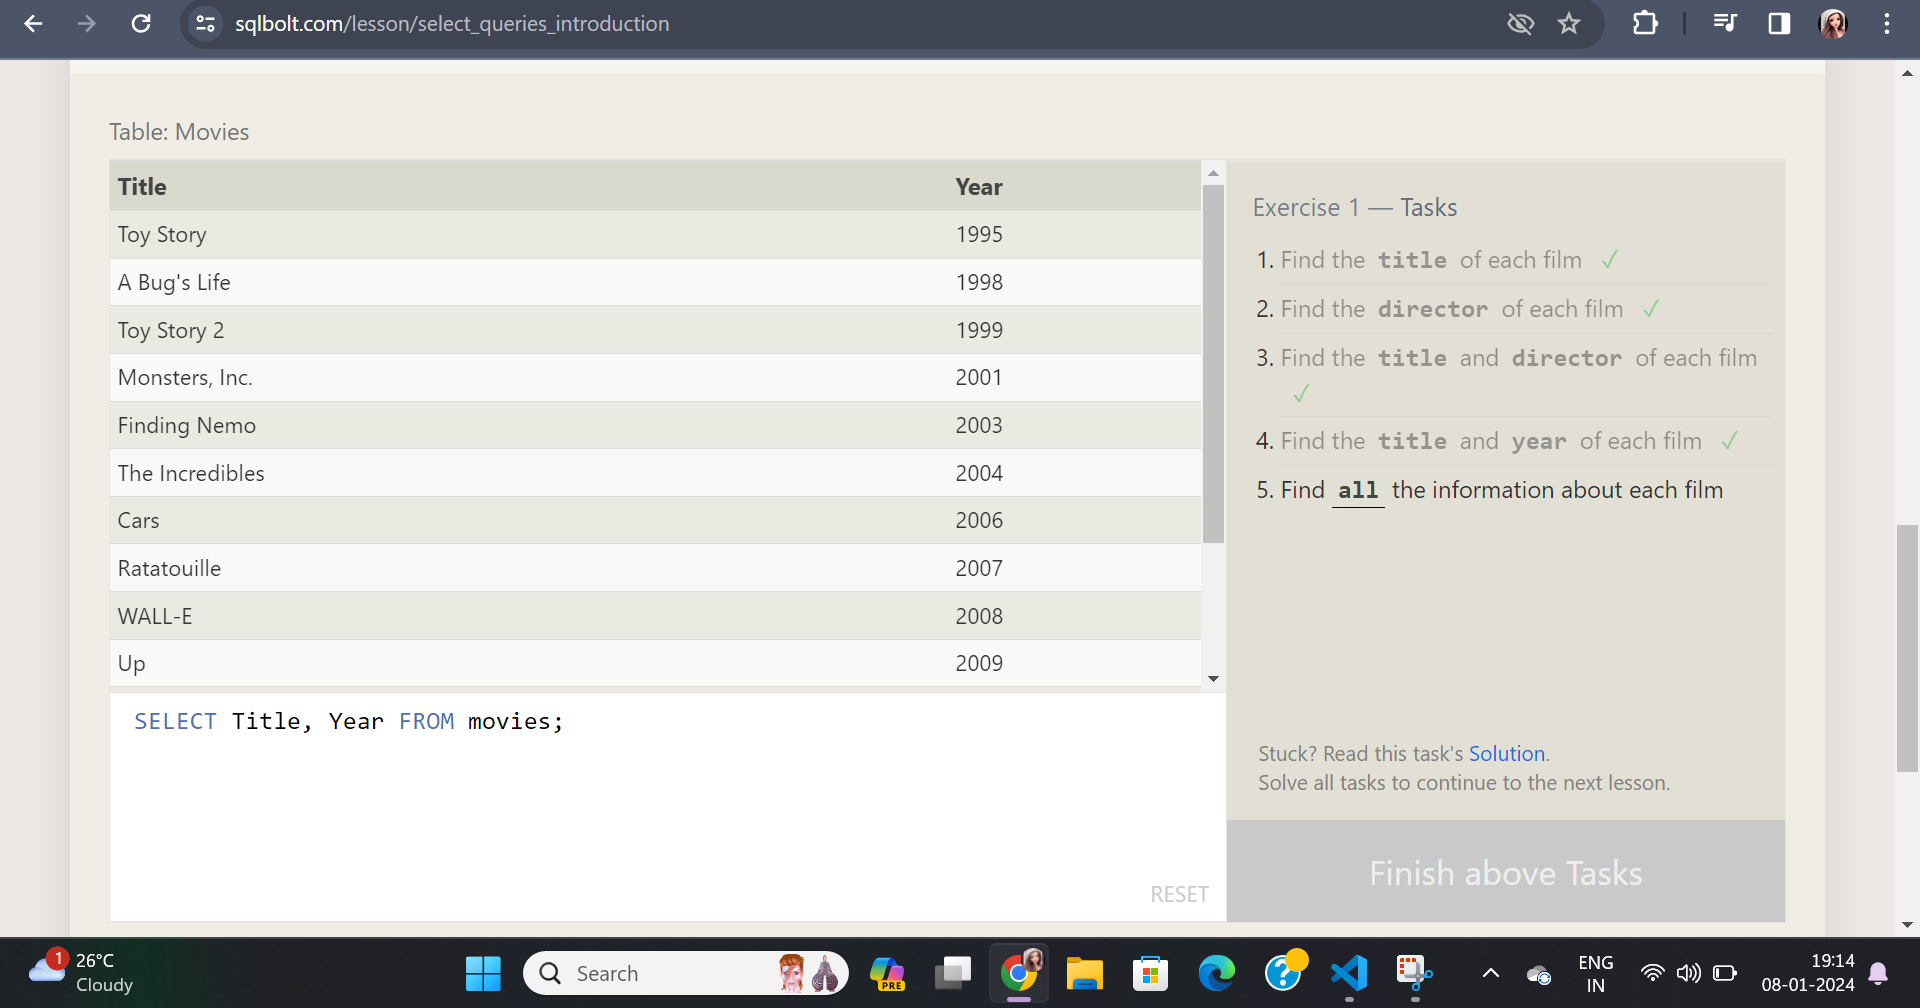 sqlbolt.com/lesson/select_queries_introduction
Table: Movies
Title Year
Toy Story 1995
A Bug's Life 1998
Toy Story 2 1999
Monsters, Inc. 2001
Finding Nemo 2003
The Incredibles 2004
Cars 2006
Ratatouille 2007
WALL-E 2008
Up 2009
SELECT Title, Year FROM movies;
RESET
Exercise 1 — Tasks
1. Find the title of each film ✓
2. Find the director of each film ✓
3. Find the title and director of each film
✓
4. Find the title and year of each film ✓
5. Find all the information about each film
Stuck? Read this task's Solution.
Solve all tasks to continue to the next lesson.
Finish above Tasks
1
26°C
Cloudy
Search
PRE
ENG
IN
19:14
08-01-2024